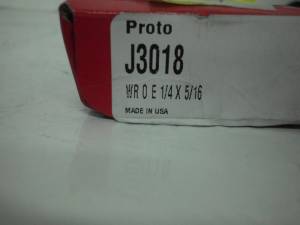 Proto
J3018
WR O E 1/4 X 5/16
MADE IN USA